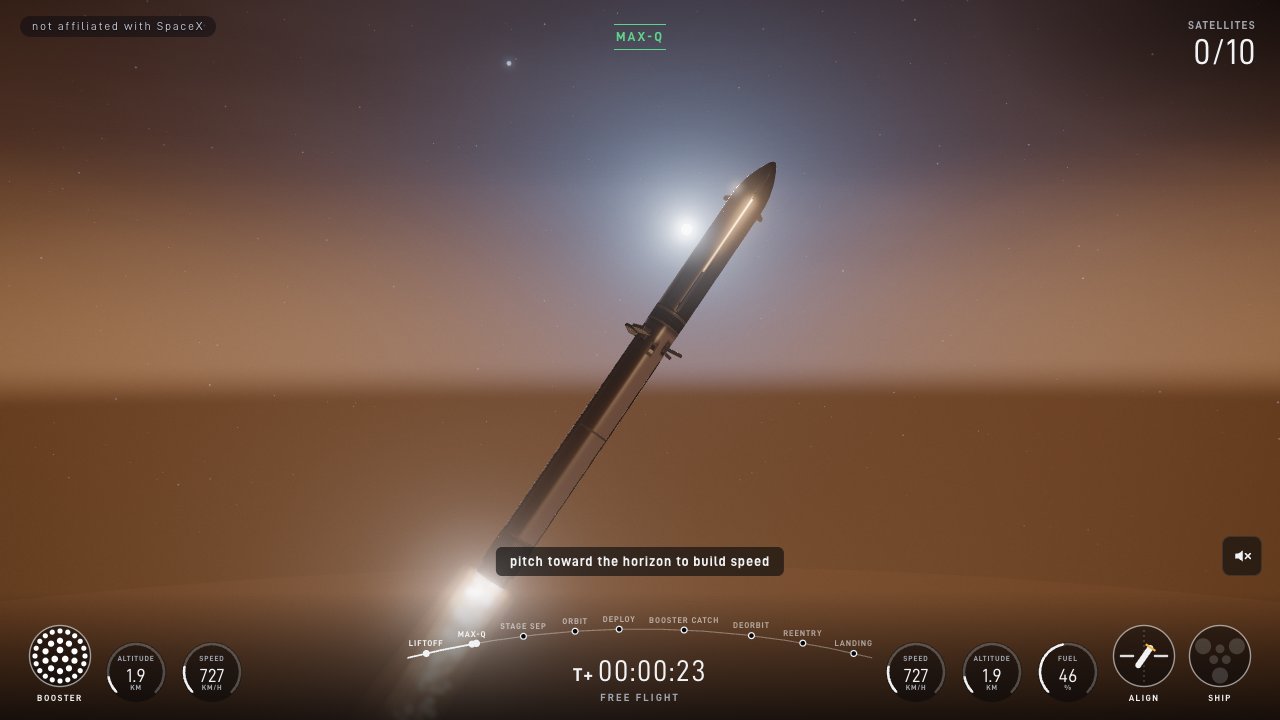 not affiliated with SpaceX
MAX-Q
SATELLITES
0/10
pitch toward the horizon to build speed
LIFTOFF
MAX-Q
STAGE SEP
ORBIT
DEPLOY
BOOSTER CATCH
DEORBIT
REENTRY
LANDING
T+ 00:00:23
FREE FLIGHT
BOOSTER
ALTITUDE
1.9
KM
SPEED
727
KM/H
SPEED
727
KM/H
ALTITUDE
1.9
KM
FUEL
46
%
ALIGN
SHIP